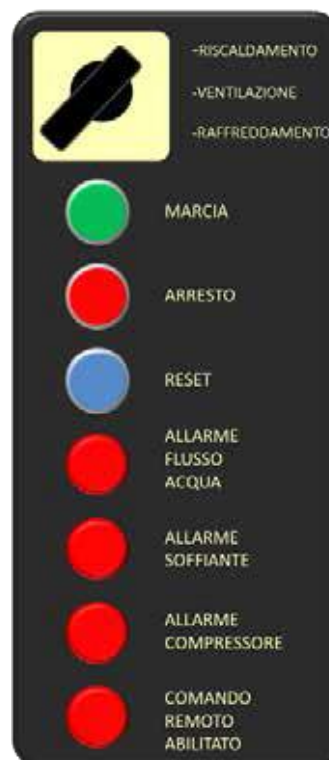 -RISCALDAMENTO
-VENTILAZIONE
-RAFFREDDAMENTO
MARCIA
ARRESTO
RESET
ALLARME
FLUSSO
ACQUA
ALLARME
SOFFIANTE
ALLARME
COMPRESSORE
COMANDO
REMOTO
ABILITATO